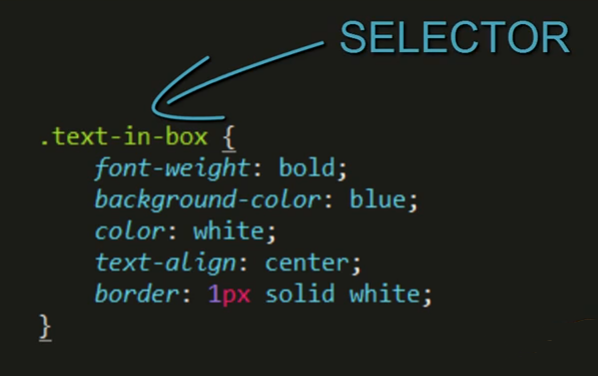 SELECTOR
.text-in-box {
    font-weight: bold;
    background-color: blue;
    color: white;
    text-align: center;
    border: 1px solid white;
}